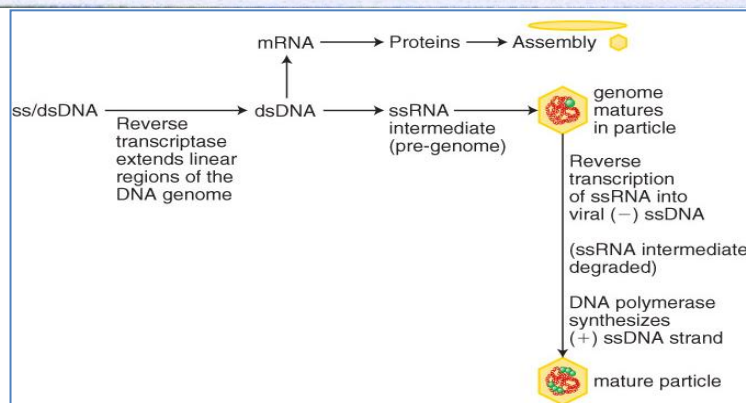 mRNA
Proteins
Assembly
ss/dsDNA
Reverse
transcriptase
extends linear
regions of the
DNA genome
dsDNA
ssRNA
intermediate
(pre-genome)
genome
matures
in particle
Reverse
transcription
of ssRNA into
viral (−) ssDNA
(ssRNA intermediate
degraded)
DNA polymerase
synthesizes
(+) ssDNA strand
mature particle